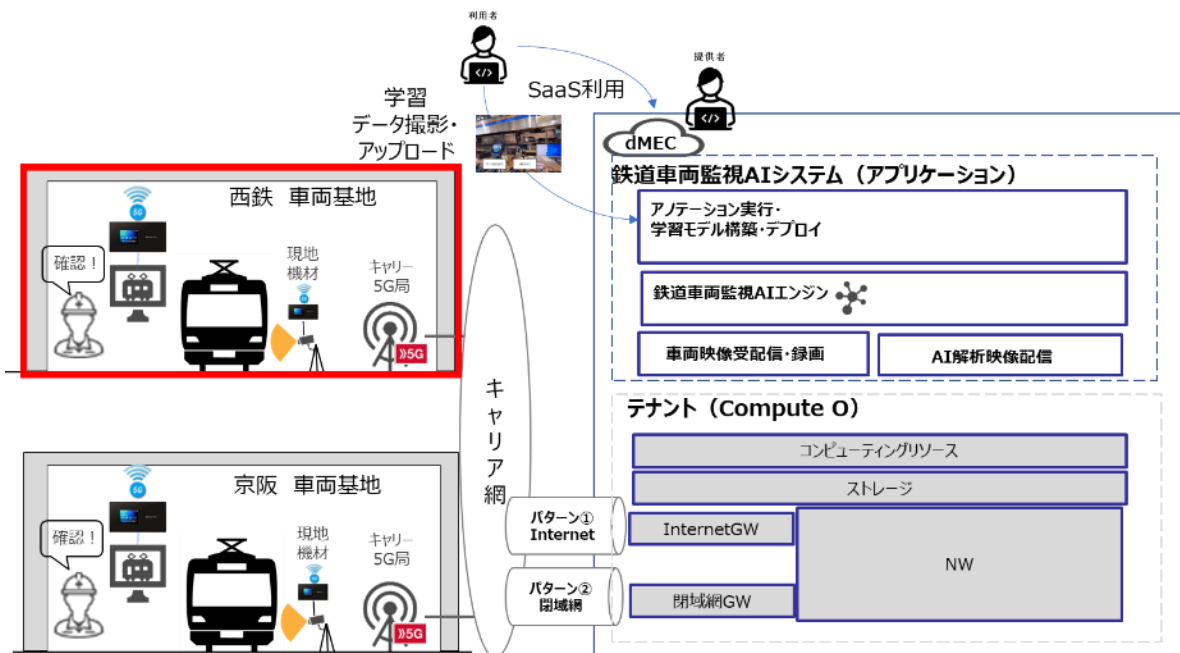 利用者
提供者
SaaS利用
学習
データ撮影・
アップロード
dMEC
鉄道車両監視AIシステム（アプリケーション）
アノテーション実行・
学習モデル構築・デプロイ
鉄道車両監視AIエンジン
車両映像受配信・録画
AI解析映像配信
西鉄 車両基地
5G
確認！
現地
機材
キャリー
5G局
5G
キャリア網
テナント（Compute O）
コンピューティングリソース
ストレージ
InternetGW
NW
閉域網GW
パターン①
Internet
パターン②
閉域網
京阪 車両基地
5G
確認！
現地
機材
キャリー
5G局
5G